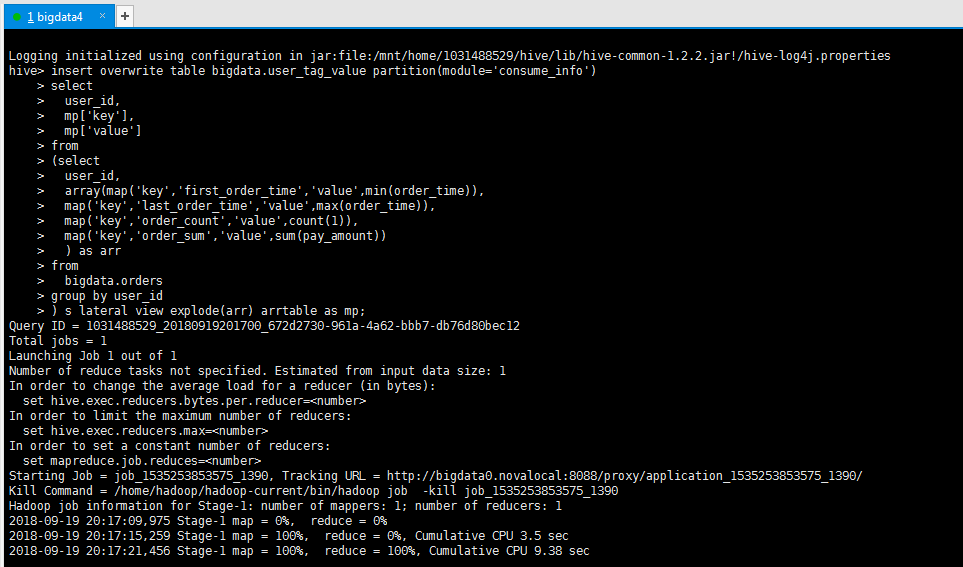 1 bigdata4 × +
Logging initialized using configuration in jar:file:/mnt/home/1031488529/hive/lib/hive-common-1.2.2.jar!/hive-log4j.properties
hive> insert overwrite table bigdata.user_tag_value partition(module='consume_info')
    > select
    >   user_id,
    >   mp['key'],
    >   mp['value']
    > from
    > (select
    >   user_id,
    >   array(map('key','first_order_time','value',min(order_time)),
    >   map('key','last_order_time','value',max(order_time)),
    >   map('key','order_count','value',count(1)),
    >   map('key','order_sum','value',sum(pay_amount))
    >   ) as arr
    > from
    >   bigdata.orders
    > group by user_id
    > ) s lateral view explode(arr) arrtable as mp;
Query ID = 1031488529_20180919201700_672d2730-961a-4a62-bbb7-db76d80bec12
Total jobs = 1
Launching Job 1 out of 1
Number of reduce tasks not specified. Estimated from input data size: 1
In order to change the average load for a reducer (in bytes):
  set hive.exec.reducers.bytes.per.reducer=<number>
In order to limit the maximum number of reducers:
  set hive.exec.reducers.max=<number>
In order to set a constant number of reducers:
  set mapreduce.job.reduces=<number>
Starting Job = job_1535253853575_1390, Tracking URL = http://bigdata0.novalocal:8088/proxy/application_1535253853575_1390/
Kill Command = /home/hadoop/hadoop-current/bin/hadoop job  -kill job_1535253853575_1390
Hadoop job information for Stage-1: number of mappers: 1; number of reducers: 1
2018-09-19 20:17:09,975 Stage-1 map = 0%,  reduce = 0%
2018-09-19 20:17:15,259 Stage-1 map = 100%,  reduce = 0%, Cumulative CPU 3.5 sec
2018-09-19 20:17:21,456 Stage-1 map = 100%,  reduce = 100%, Cumulative CPU 9.38 sec